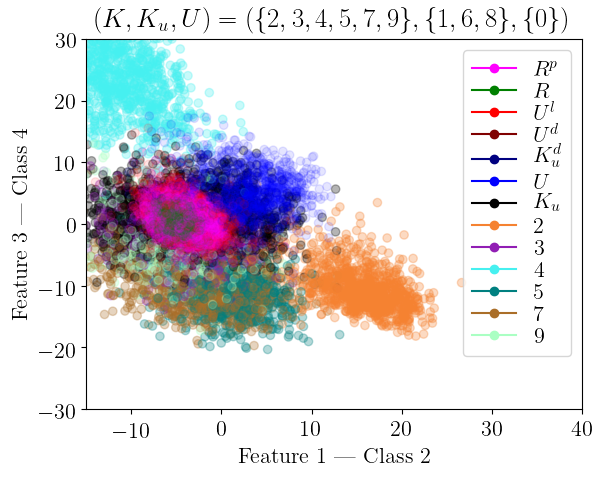 (K, K_u, U) = ({2, 3, 4, 5, 7, 9}, {1, 6, 8}, {0})
30
20
10
0
−10
−20
−30
Feature 3 — Class 4
R^p
R
U^l
U^d
K_u^d
U
K_u
2
3
4
5
7
9
−10 0 10 20 30 40
Feature 1 — Class 2